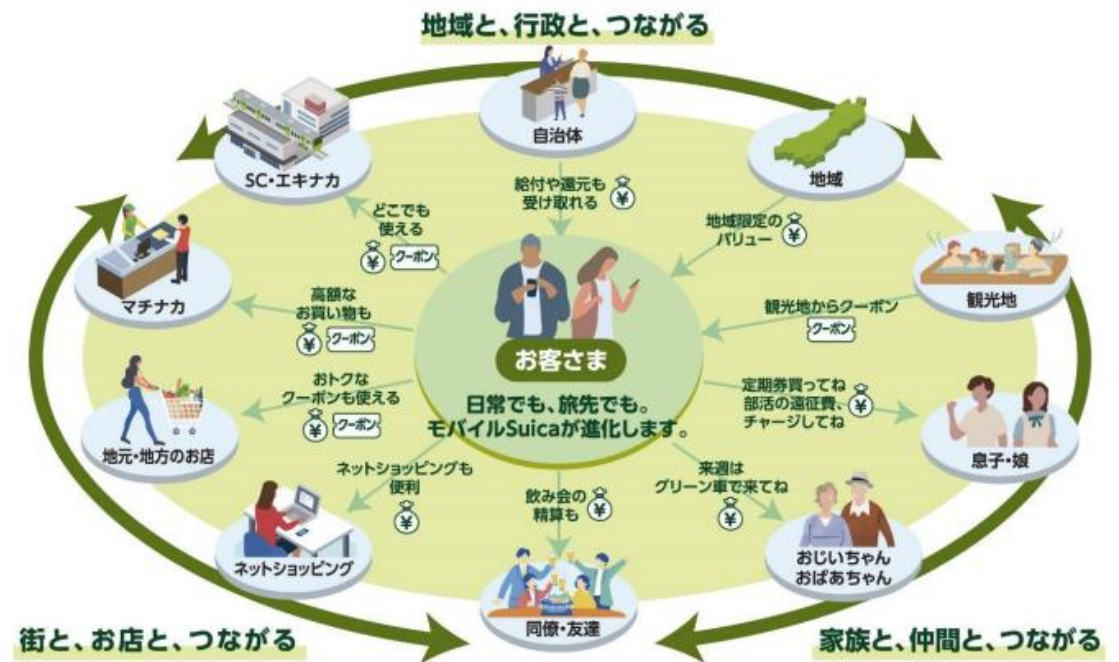 地域と、行政と、つながる
自治体
SC・エキナカ
地域
給付や還元も
受け取れる
¥
どこでも
使える
¥ クーポン
地域限定の
バリュー
¥
マチナカ
観光地
高額な
お買い物も
¥ クーポン
観光地からクーポン
クーポン
お客さま
日常でも、旅先でも。
モバイルSuicaが進化します。
おトクな
クーポンも使える
¥ クーポン
定期券買ってね
部活の遠征費、
チャージしてね
¥
地元・地方のお店
息子・娘
ネットショッピングも
便利
¥
飲み会の
精算も
¥
来週は
グリーン車で来てね
¥
ネットショッピング
同僚・友達
おじいちゃん
おばあちゃん
街と、お店と、つながる
家族と、仲間と、つながる